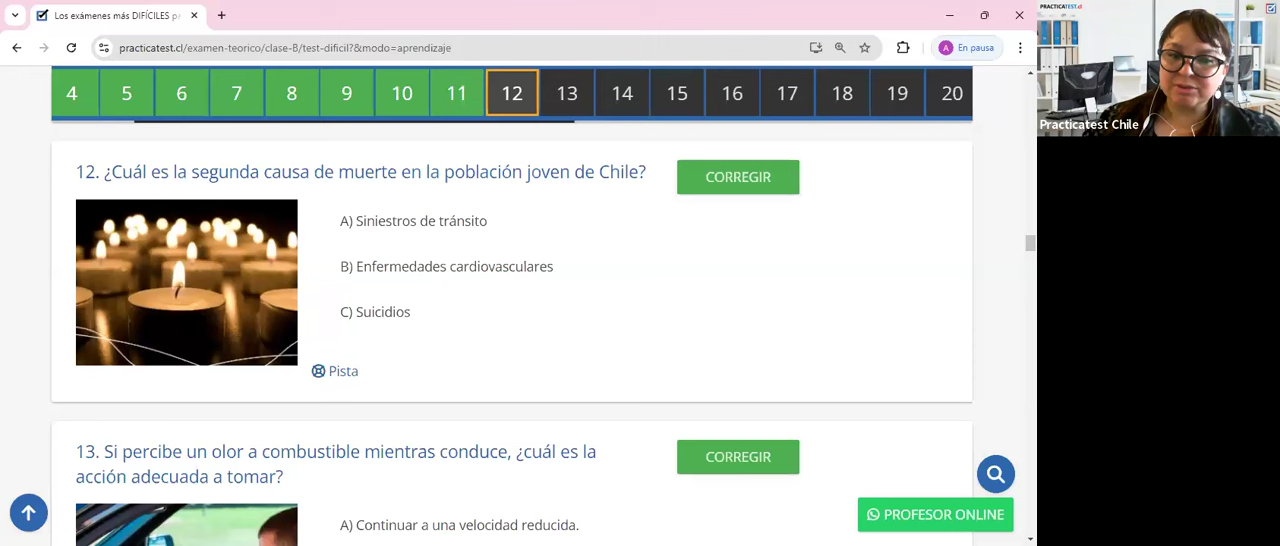 Los exámenes más DIFÍCILES pa
practicatest.cl/examen-teorico/clase-B/test-dificil?&modo=aprendizaje
A En pausa
PRACTICATEST.cl
Practicatest Chile
4 5 6 7 8 9 10 11 12 13 14 15 16 17 18 19 20
12. ¿Cuál es la segunda causa de muerte en la población joven de Chile?
CORREGIR
A) Siniestros de tránsito
B) Enfermedades cardiovasculares
C) Suicidios
Pista
13. Si percibe un olor a combustible mientras conduce, ¿cuál es la
acción adecuada a tomar?
CORREGIR
A) Continuar a una velocidad reducida.
PROFESOR ONLINE